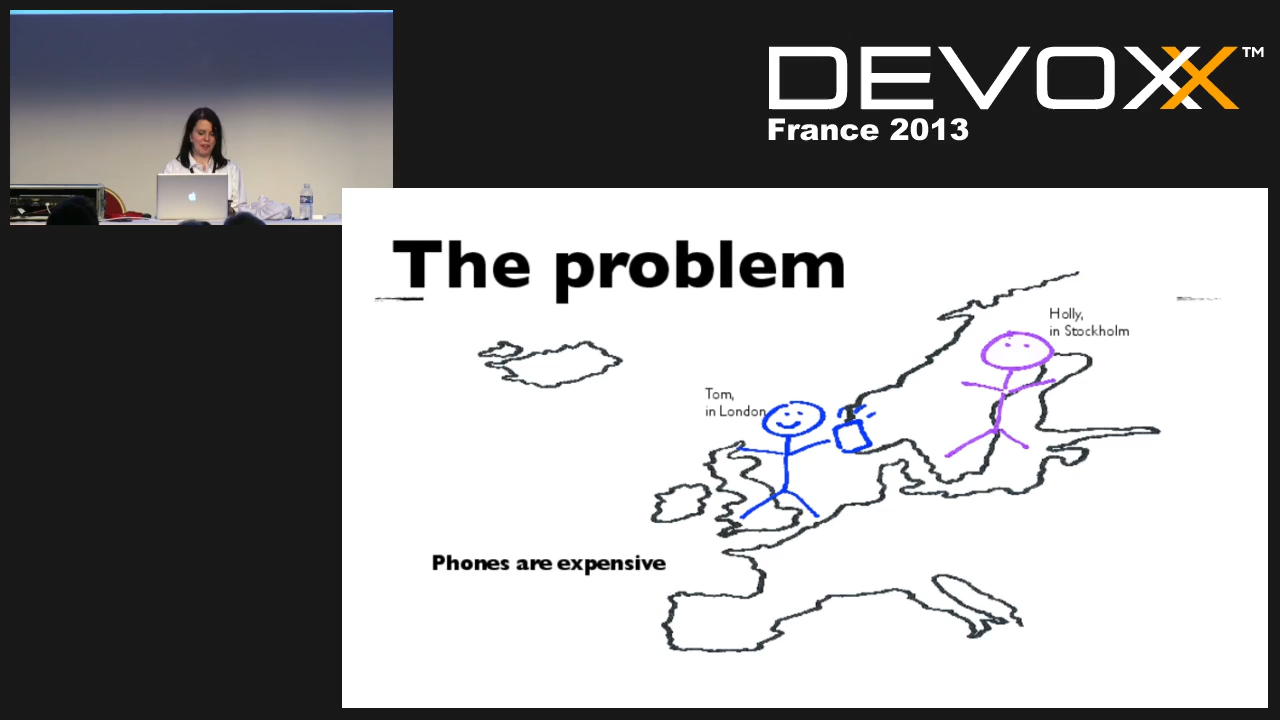 DEVOXX™
France 2013
The problem
Holly,
in Stockholm
Tom,
in London
Phones are expensive